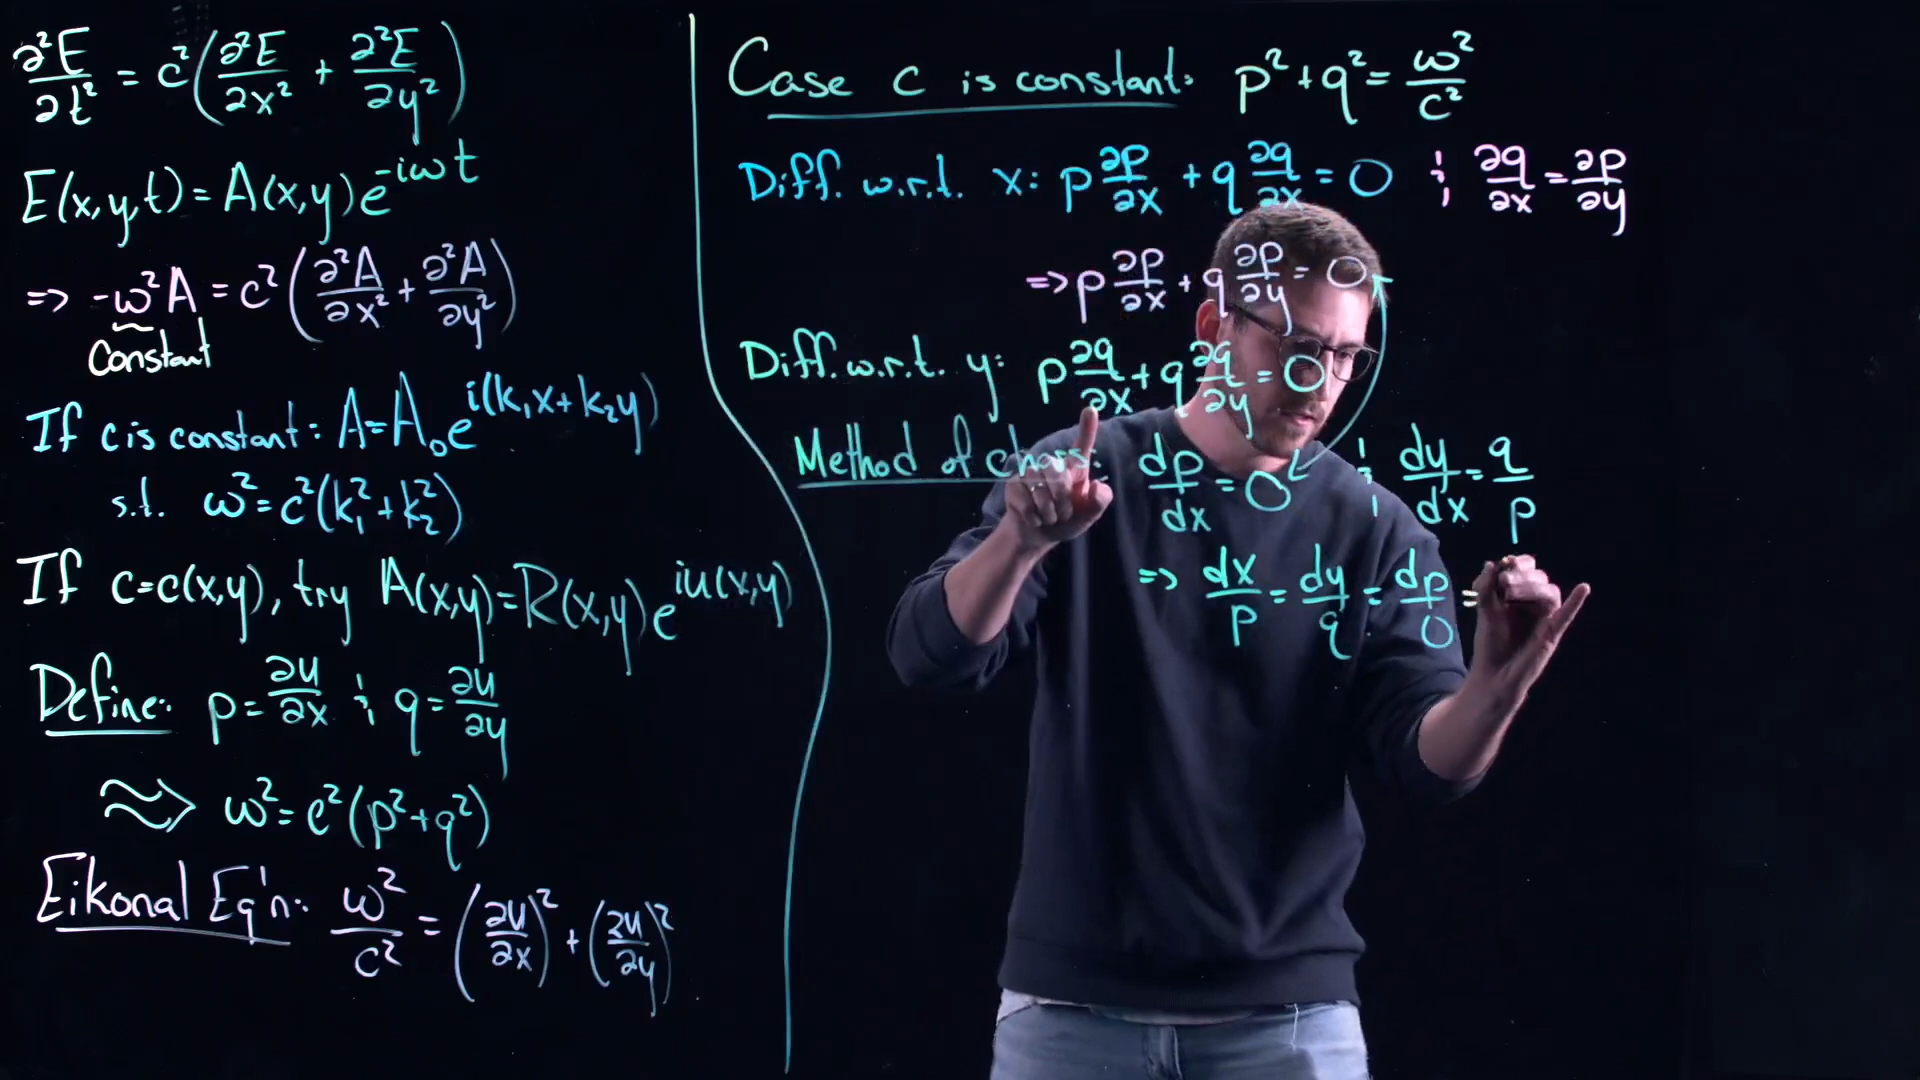 ∂²E/∂t² = c²(∂²E/∂x² + ∂²E/∂y²)
E(x,y,t) = A(x,y)e^{-iωt}
=> -ω²A = c²(∂²A/∂x² + ∂²A/∂y²)
Constant
If c is constant: A = A₀e^{i(k₁x+k₂y)}
s.t. ω² = c²(k₁²+k₂²)
If c=c(x,y), try A(x,y)=R(x,y)e^{iu(x,y)}
Define: p = ∂u/∂x & q = ∂u/∂y
≈> ω² = c²(p²+q²)
Eikonal Eq'n: ω²/c² = (∂u/∂x)² + (∂u/∂y)²
Case c is constant: p²+q² = ω²/c²
Diff. w.r.t. x: p ∂p/∂x + q ∂q/∂x = 0 & ∂q/∂x = ∂p/∂y
=> p ∂p/∂x + q ∂p/∂y = 0
Diff. w.r.t. y: p ∂q/∂x + q ∂q/∂y = 0
Method of chars: dp/dx = 0 & dy/dx = q/p
=> dx/p = dy/q = dp/0 =